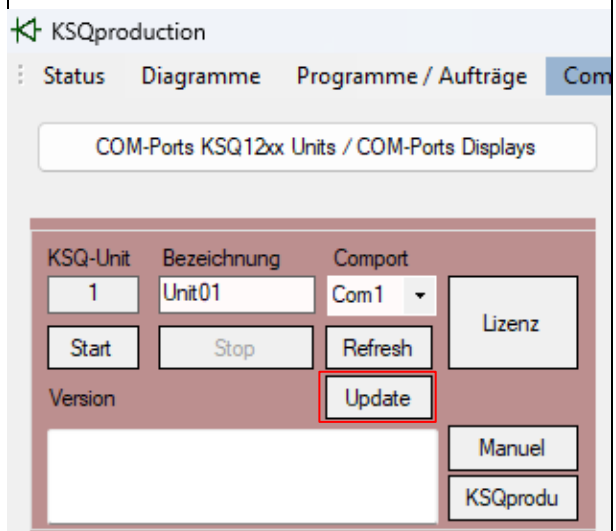 KSQproduction
Status Diagramme Programme / Aufträge Com
COM-Ports KSQ12xx Units / COM-Ports Displays
KSQ-Unit Bezeichnung Comport
1 Unit01 Com1
Lizenz
Start Stop Refresh
Version Update
Manuel
KSQprodu